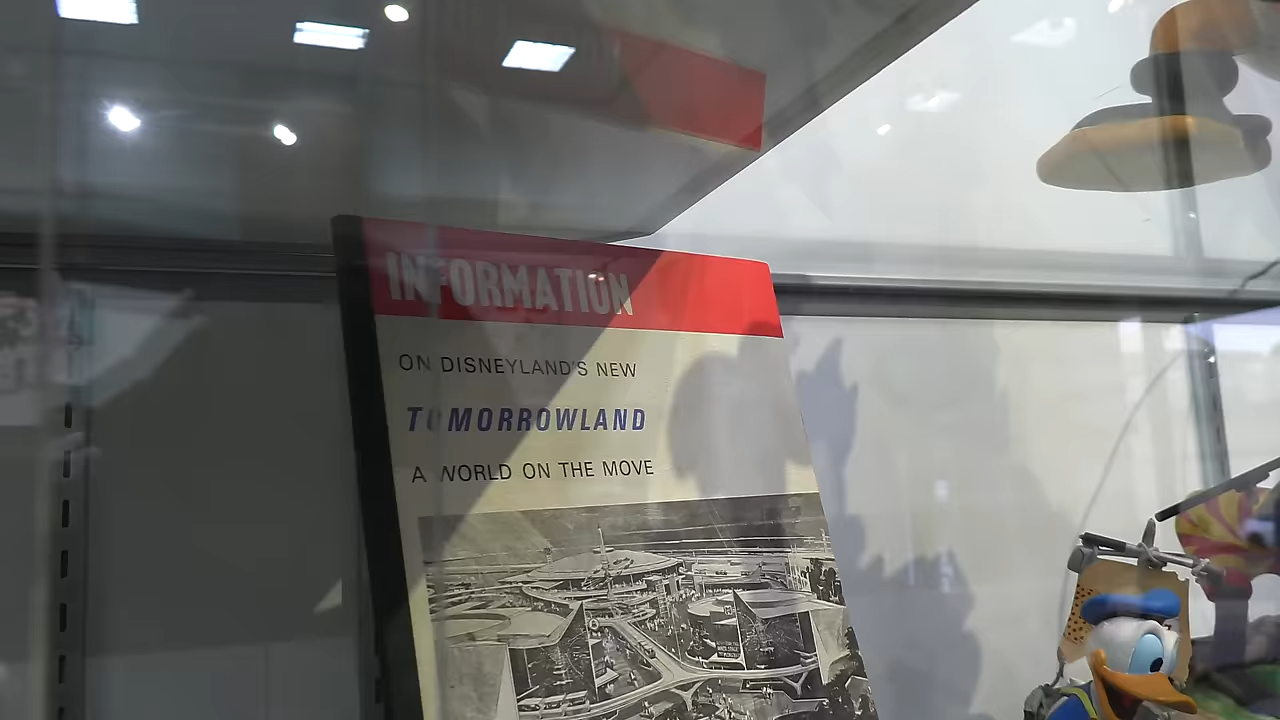 INFORMATION
ON DISNEYLAND'S NEW
TOMORROWLAND
A WORLD ON THE MOVE